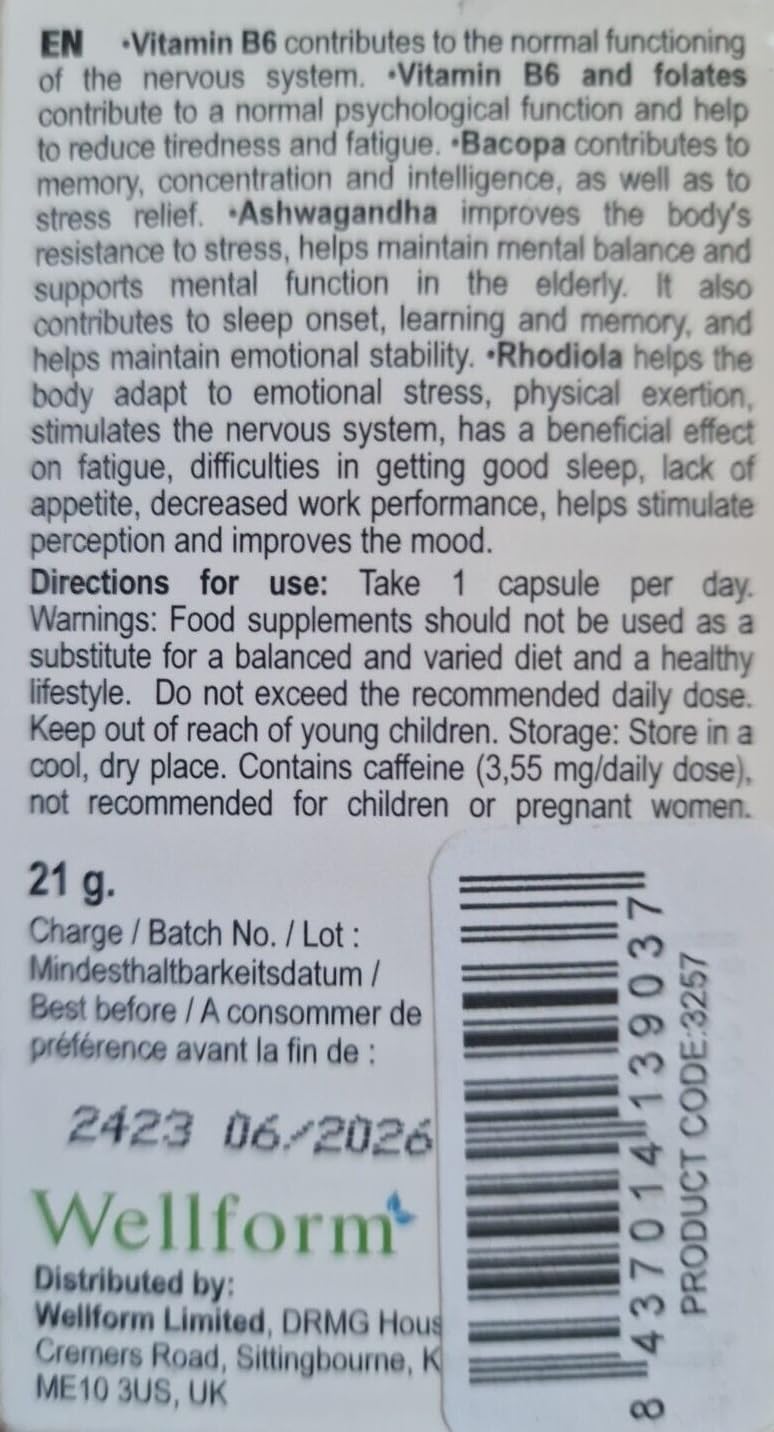 EN •Vitamin B6 contributes to the normal functioning
of the nervous system. •Vitamin B6 and folates
contribute to a normal psychological function and help
to reduce tiredness and fatigue. •Bacopa contributes to
memory, concentration and intelligence, as well as to
stress relief. •Ashwagandha improves the body's
resistance to stress, helps maintain mental balance and
supports mental function in the elderly. It also
contributes to sleep onset, learning and memory, and
helps maintain emotional stability. •Rhodiola helps the
body adapt to emotional stress, physical exertion,
stimulates the nervous system, has a beneficial effect
on fatigue, difficulties in getting good sleep, lack of
appetite, decreased work performance, helps stimulate
perception and improves the mood.
Directions for use: Take 1 capsule per day.
Warnings: Food supplements should not be used as a
substitute for a balanced and varied diet and a healthy
lifestyle. Do not exceed the recommended daily dose.
Keep out of reach of young children. Storage: Store in a
cool, dry place. Contains caffeine (3,55 mg/daily dose),
not recommended for children or pregnant women.
21 g.
Charge / Batch No. / Lot :
Mindesthaltbarkeitsdatum /
Best before / A consommer de
préférence avant la fin de :
2423 06/2026
Wellform
Distributed by:
Wellform Limited, DRMG Hous
Cremers Road, Sittingbourne, K
ME10 3US, UK
8 437014 139037
PRODUCT CODE:3257